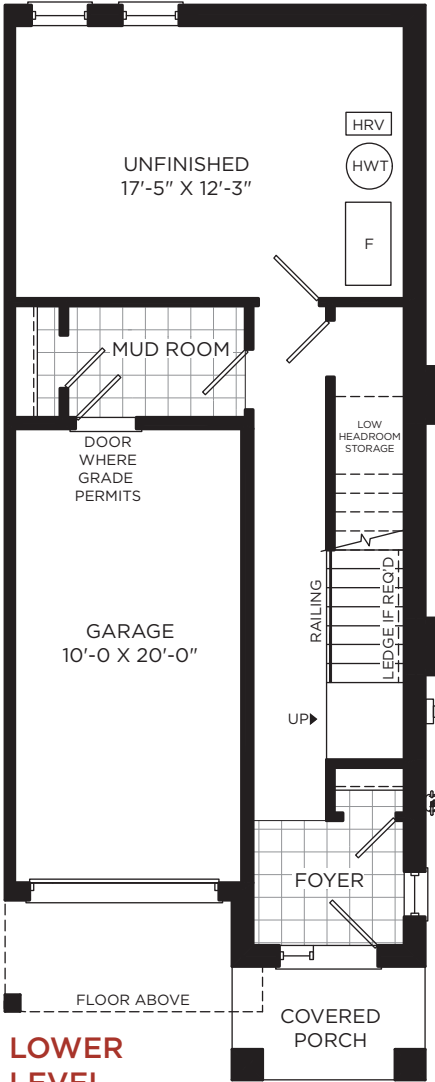 HRV
HWT
UNFINISHED
17'-5" X 12'-3"
F
MUD ROOM
DOOR
WHERE
GRADE
PERMITS
LOW
HEADROOM
STORAGE
GARAGE
10'-0 X 20'-0"
RAILING
LEDGE IF REQ'D
UP
FOYER
FLOOR ABOVE
COVERED
PORCH
LOWER
LEVEL